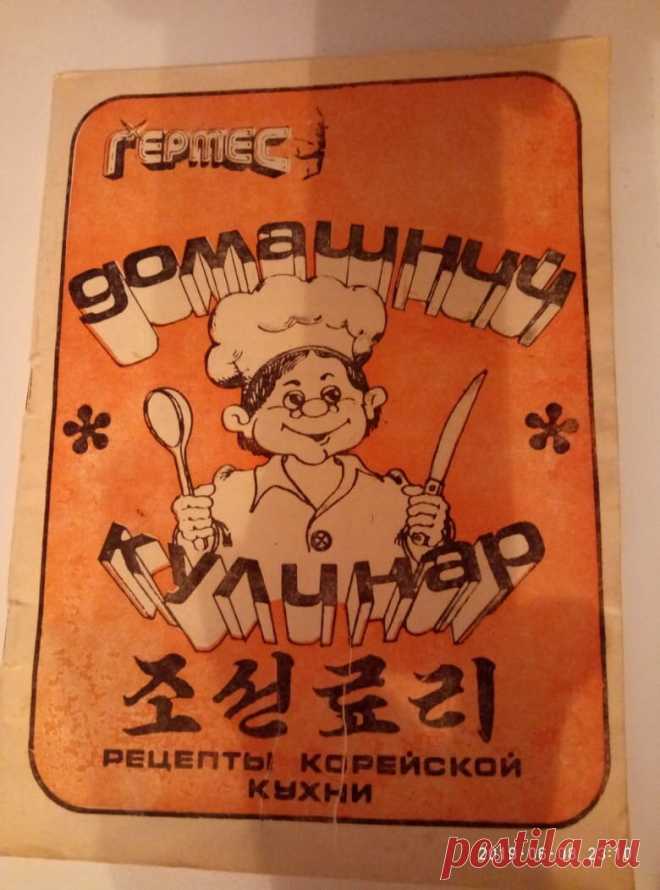 ГЕРМЕС
домашний
кулинар
조선료리
РЕЦЕПТЫ КОРЕЙСКОЙ
КУХНИ
postila.ru